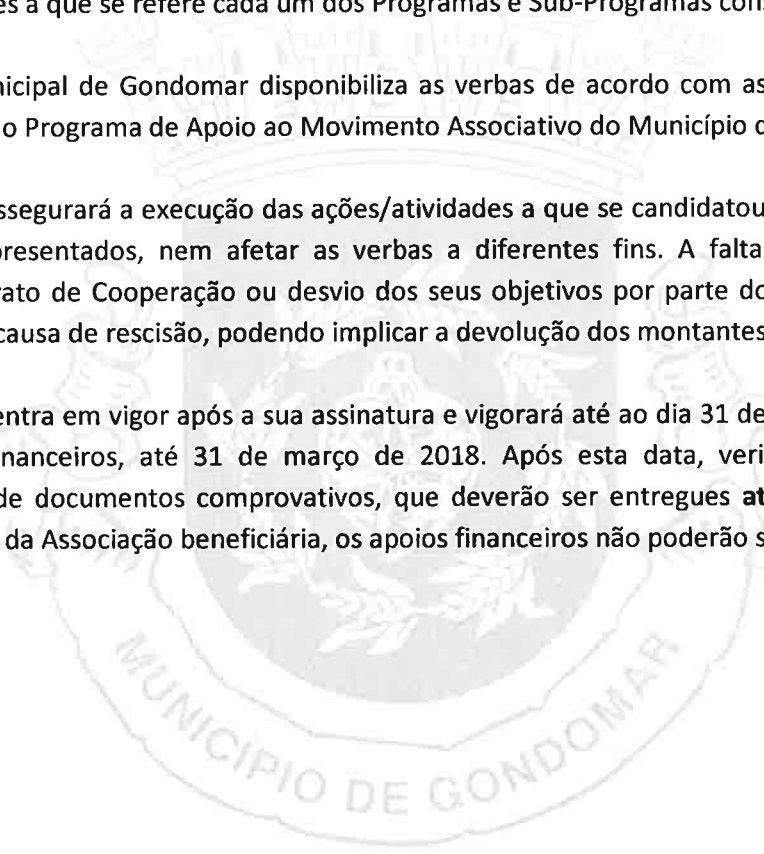 es a que se refere cada um dos Programas e Sub-Programas con
nicipal de Gondomar disponibiliza as verbas de acordo com as
o Programa de Apoio ao Movimento Associativo do Município d
ssegurará a execução das ações/atividades a que se candidatou
presentados, nem afetar as verbas a diferentes fins. A falta
rato de Cooperação ou desvio dos seus objetivos por parte do
causa de rescisão, podendo implicar a devolução dos montantes
entra em vigor após a sua assinatura e vigorará até ao dia 31 de
nanceiros, até 31 de março de 2018. Após esta data, veri
de documentos comprovativos, que deverão ser entregues at
da Associação beneficiária, os apoios financeiros não poderão s
MUNICÍPIO DE GONDOMAR